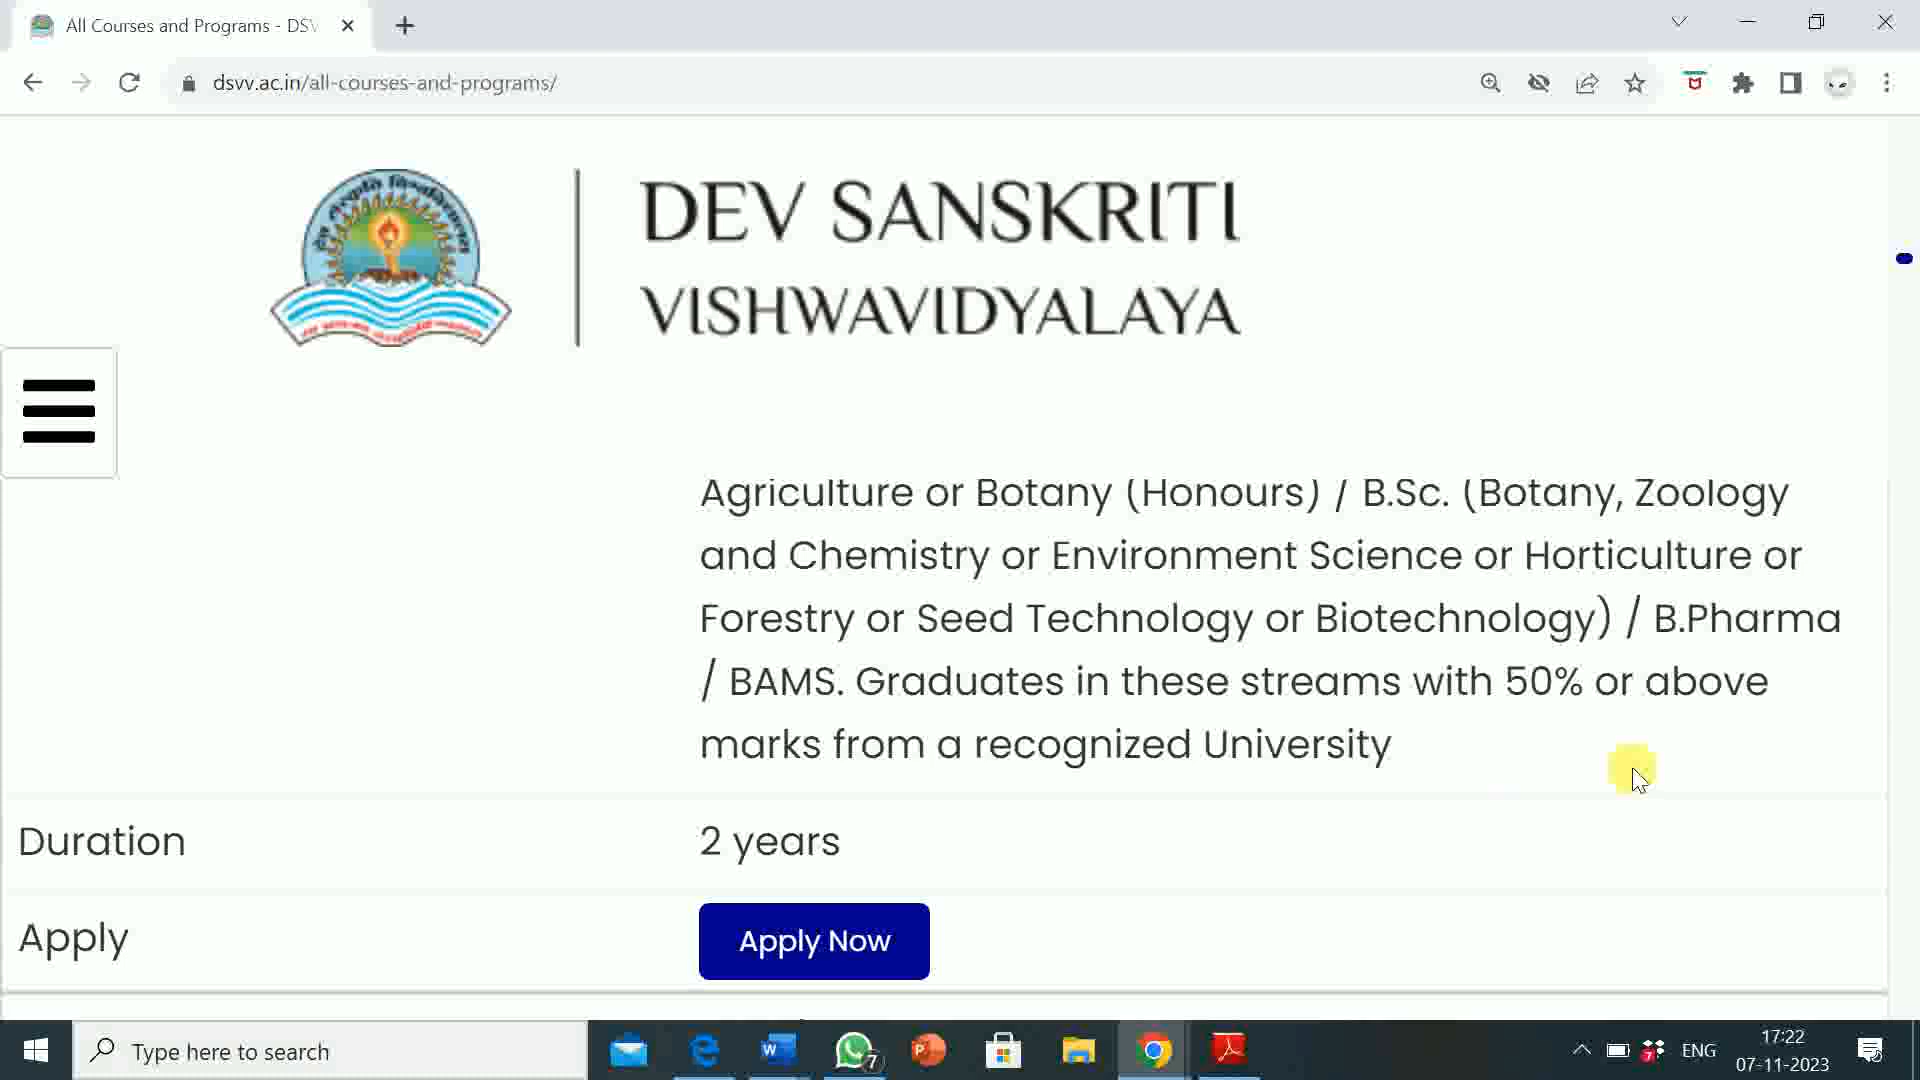 All Courses and Programs - DSV
dsvv.ac.in/all-courses-and-programs/
DEV SANSKRITI
VISHWAVIDYALAYA
Agriculture or Botany (Honours) / B.Sc. (Botany, Zoology
and Chemistry or Environment Science or Horticulture or
Forestry or Seed Technology or Biotechnology) / B.Pharma
/ BAMS. Graduates in these streams with 50% or above
marks from a recognized University
Duration
2 years
Apply
Apply Now
Type here to search
7
7
ENG
17:22
07-11-2023